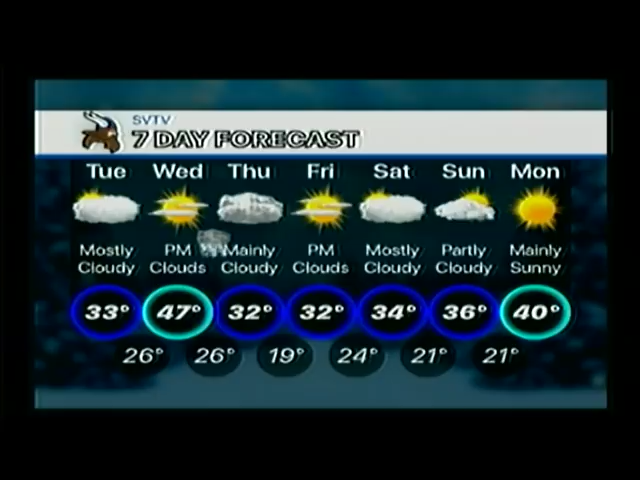 SVTV
7 DAY FORECAST
Tue Wed Thu Fri Sat Sun Mon
Mostly PM Mainly PM Mostly Partly Mainly
Cloudy Clouds Cloudy Clouds Cloudy Cloudy Sunny
33° 47° 32° 32° 34° 36° 40°
26° 26° 19° 24° 21° 21°